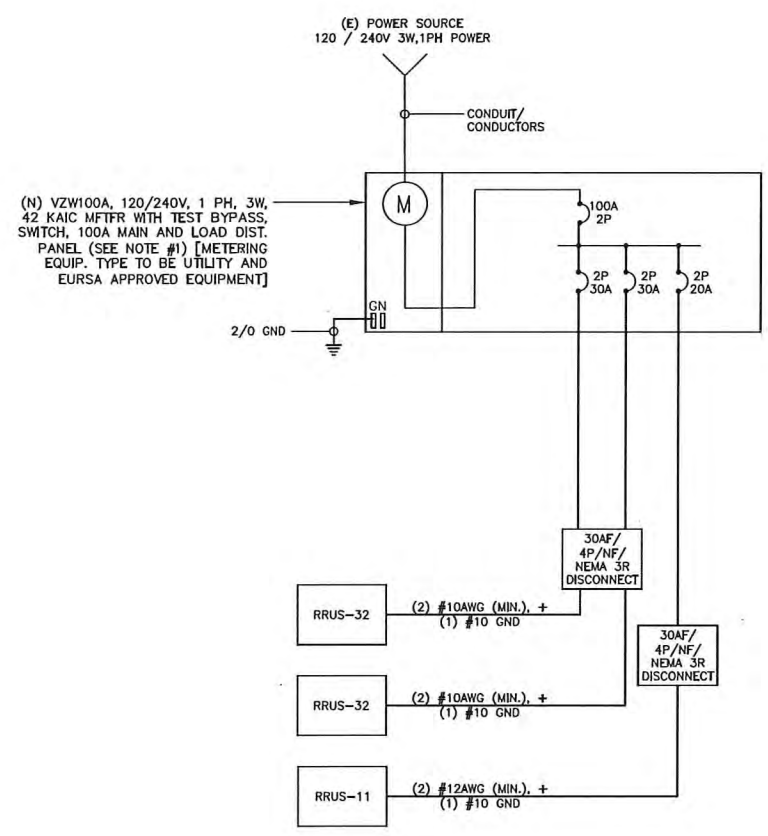 (E) POWER SOURCE
120 / 240V 3W,1PH POWER
CONDUIT/
CONDUCTORS
(N) VZW100A, 120/240V, 1 PH, 3W,
42 KAIC MFTFR WITH TEST BYPASS,
SWITCH, 100A MAIN AND LOAD DIST.
PANEL (SEE NOTE #1) [METERING
EQUIP. TYPE TO BE UTILITY AND
EURSA APPROVED EQUIPMENT]
M
100A
2P
2P
30A
2P
30A
2P
20A
GN
2/0 GND
30AF/
4P/NF/
NEMA 3R
DISCONNECT
RRUS-32
(2) #10AWG (MIN.), +
(1) #10 GND
30AF/
4P/NF/
NEMA 3R
DISCONNECT
RRUS-32
(2) #10AWG (MIN.), +
(1) #10 GND
RRUS-11
(2) #12AWG (MIN.), +
(1) #10 GND